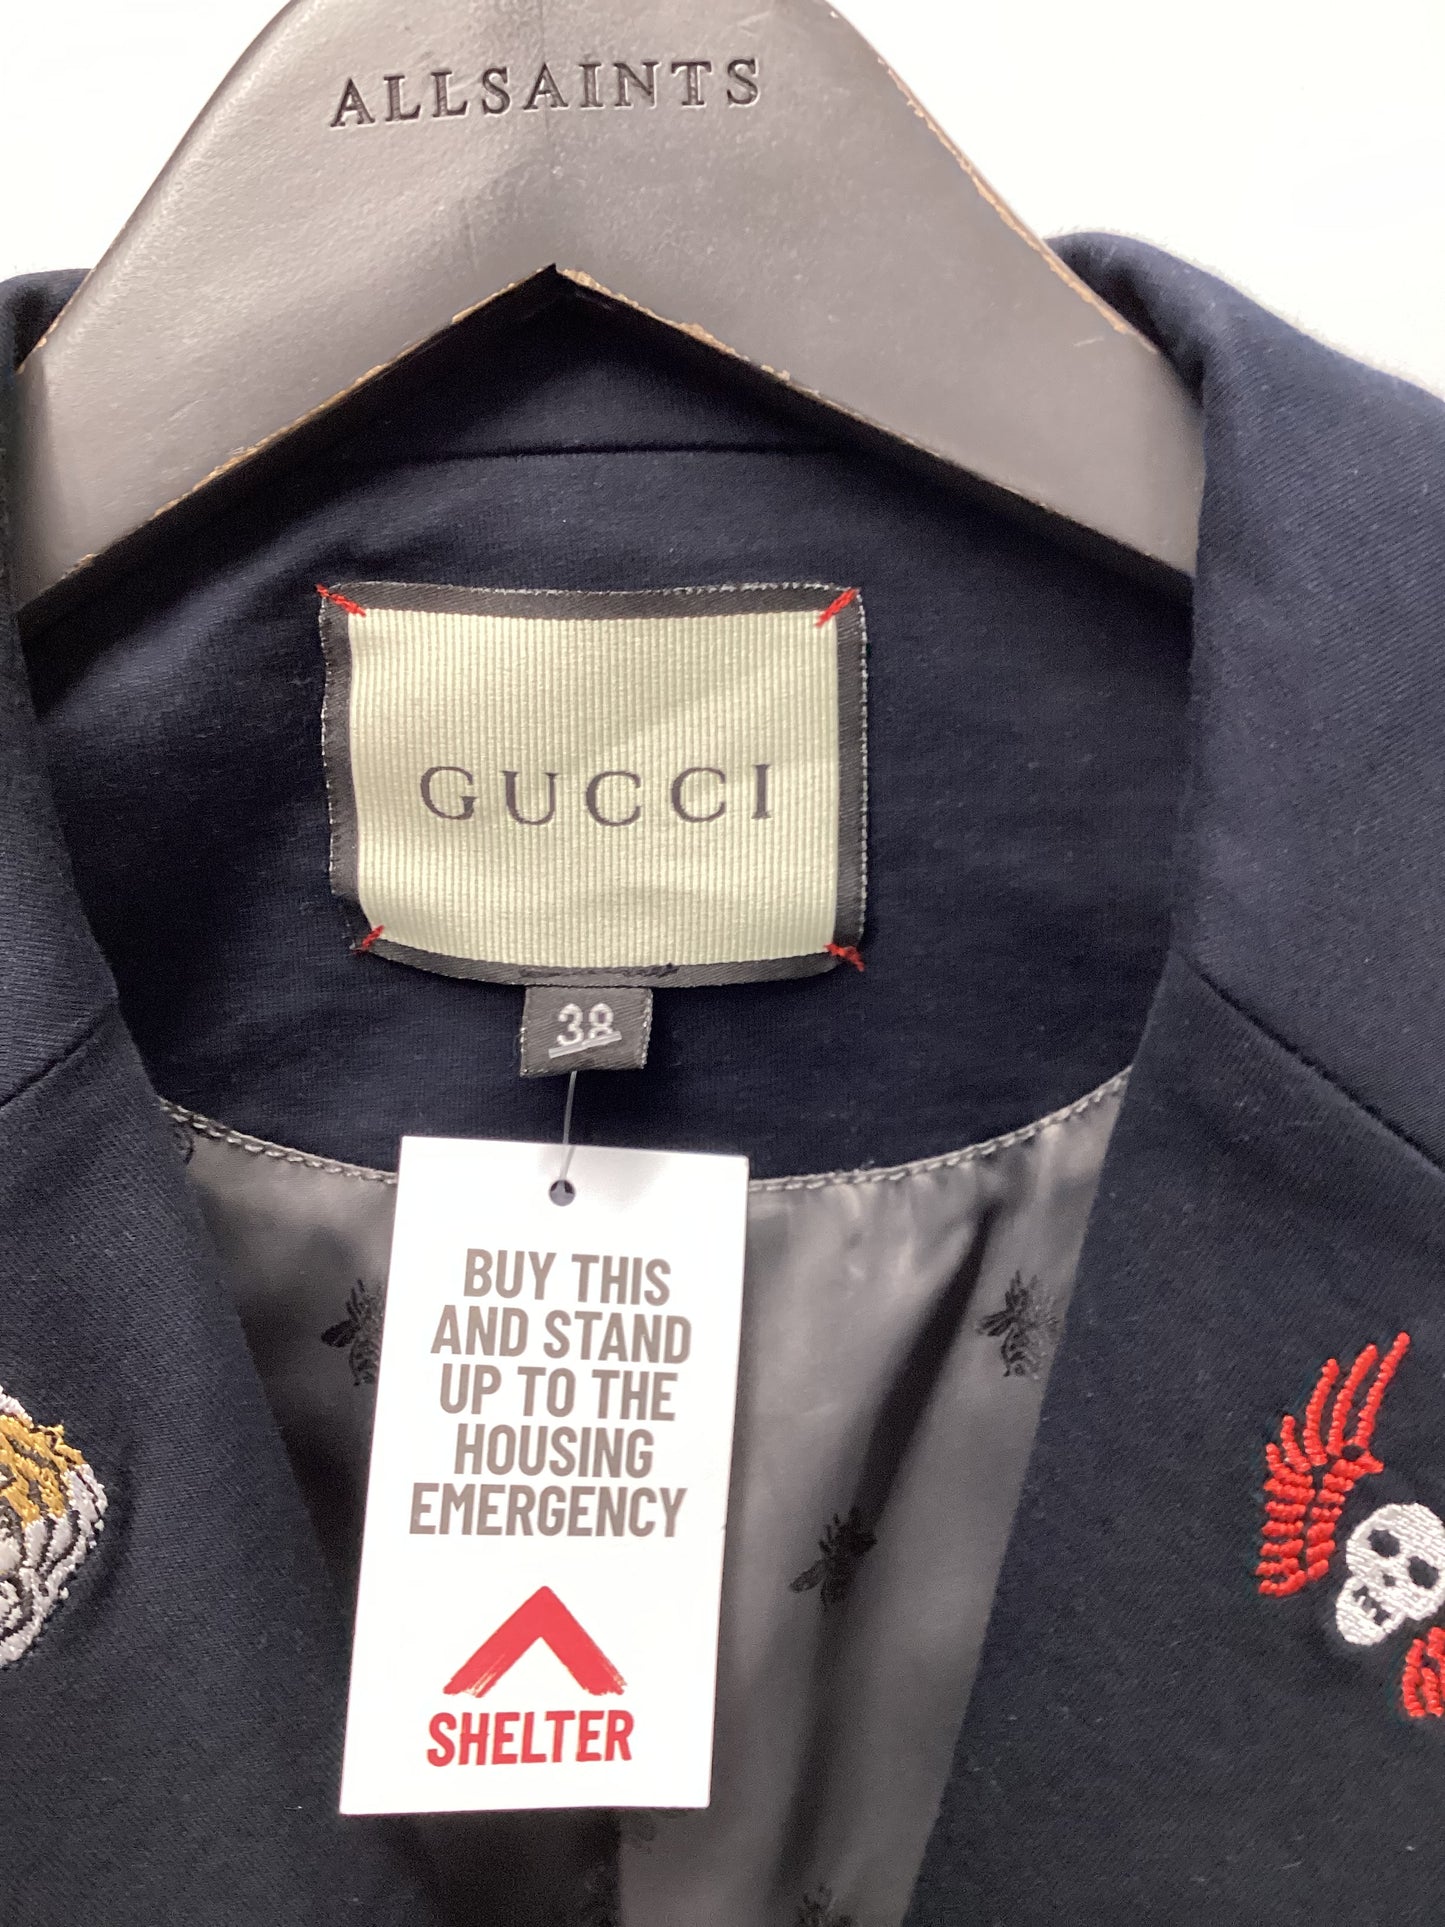 ALLSAINTS
GUCCI
38
BUY THIS
AND STAND
UP TO THE
HOUSING
EMERGENCY
SHELTER